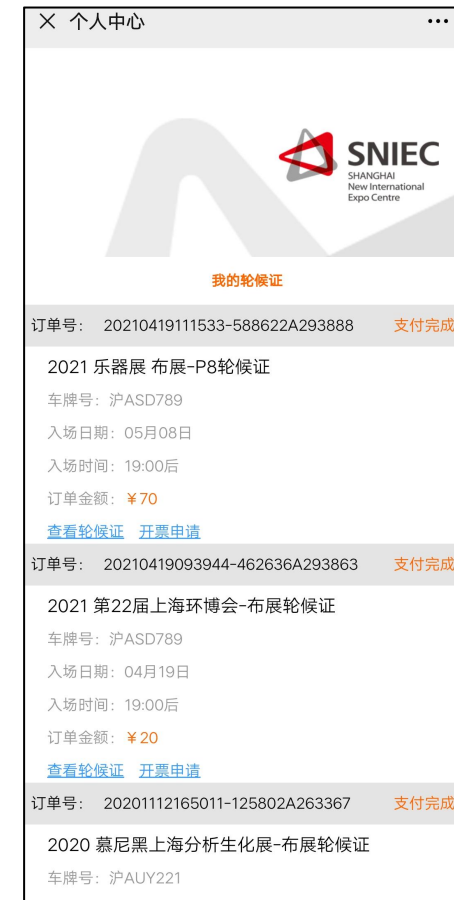 个人中心
SNIEC
SHANGHAI
New International
Expo Centre
我的轮候证
订单号： 20210419111533-588622A293888 支付完成
2021 乐器展 布展-P8轮候证
车牌号：沪ASD789
入场日期：05月08日
入场时间：19:00后
订单金额：¥70
查看轮候证 开票申请
订单号： 20210419093944-462636A293863 支付完成
2021 第22届上海环博会-布展轮候证
车牌号：沪ASD789
入场日期：04月19日
入场时间：19:00后
订单金额：¥20
查看轮候证 开票申请
订单号： 20201112165011-125802A263367 支付完成
2020 慕尼黑上海分析生化展-布展轮候证
车牌号：沪AUY221